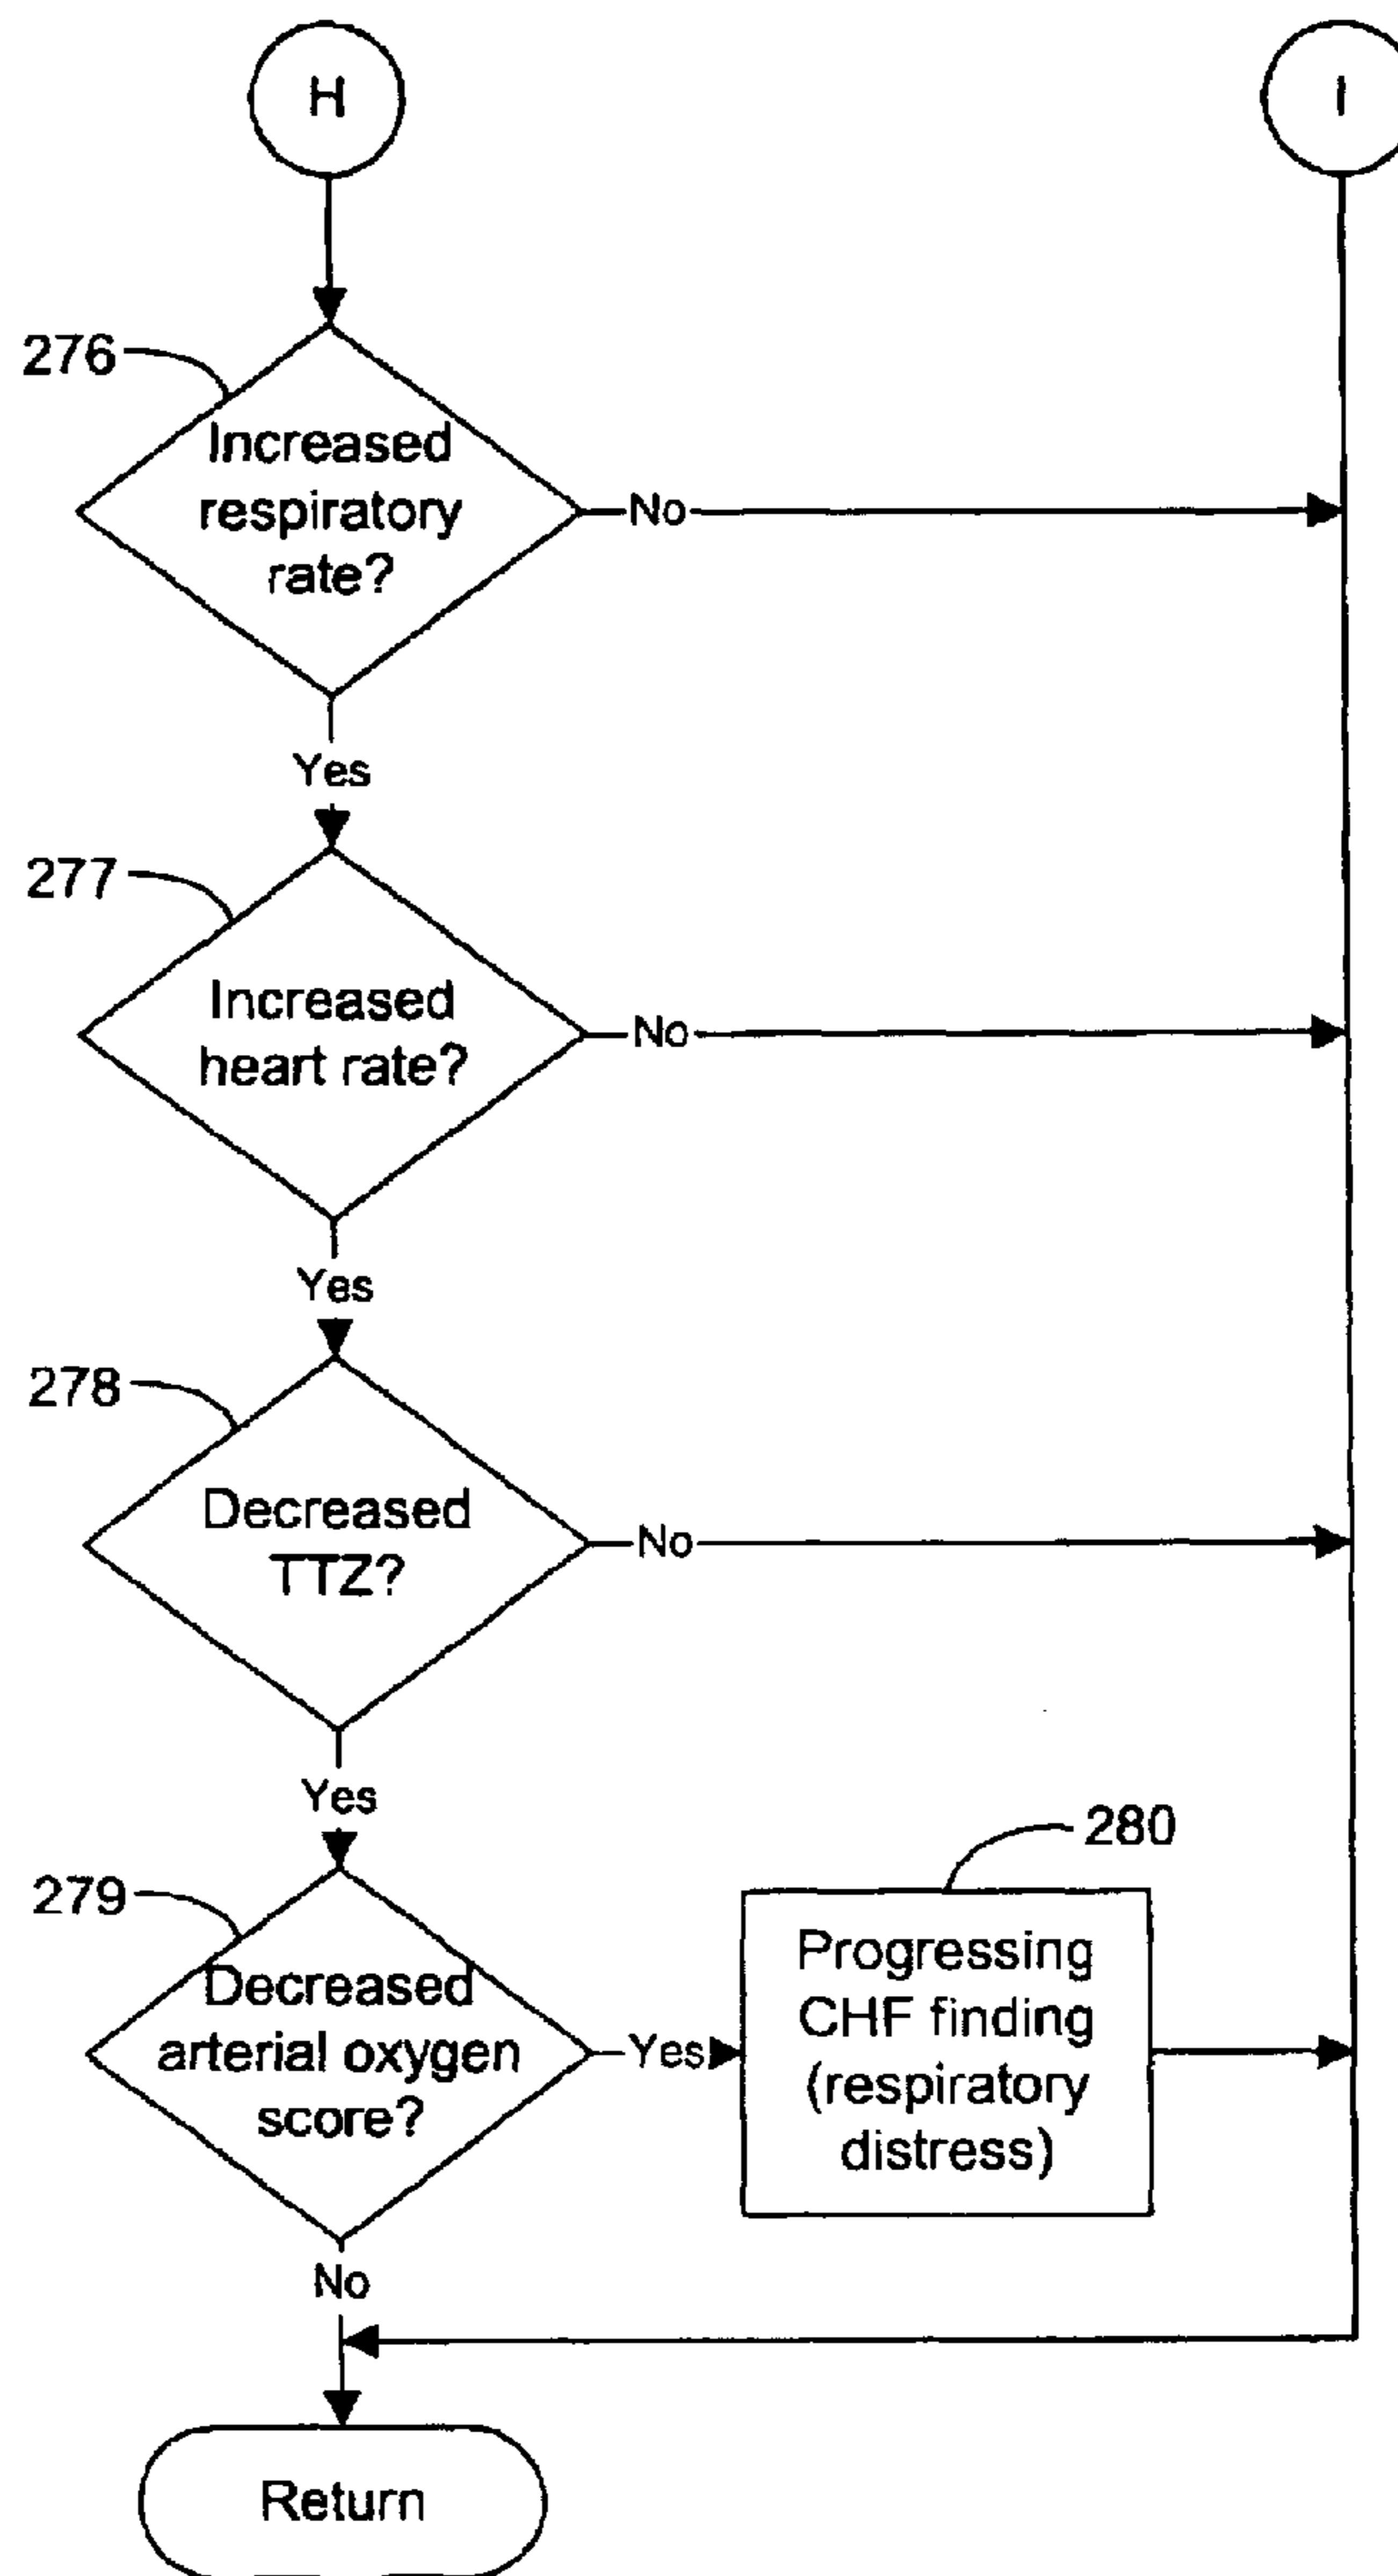 H
I
276
Increased
respiratory
rate?
No
Yes
277
Increased
heart rate?
No
Yes
278
Decreased
TTZ?
No
Yes
279
Decreased
arterial oxygen
score?
Yes
280
Progressing
CHF finding
(respiratory
distress)
No
Return